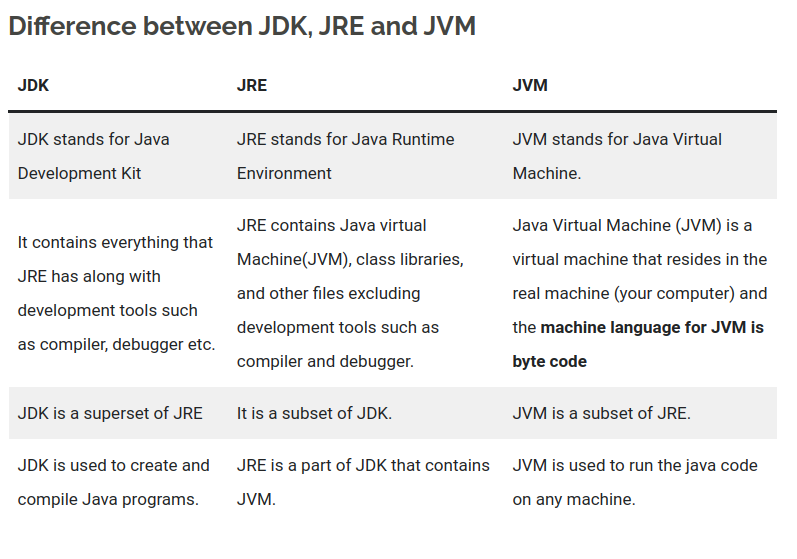 Difference between JDK, JRE and JVM
JDK
JRE
JVM
JDK stands for Java
Development Kit
JRE stands for Java Runtime
Environment
JVM stands for Java Virtual
Machine.
It contains everything that
JRE has along with
development tools such
as compiler, debugger etc.
JRE contains Java virtual
Machine(JVM), class libraries,
and other files excluding
development tools such as
compiler and debugger.
Java Virtual Machine (JVM) is a
virtual machine that resides in the
real machine (your computer) and
the machine language for JVM is
byte code
JDK is a superset of JRE
It is a subset of JDK.
JVM is a subset of JRE.
JDK is used to create and
compile Java programs.
JRE is a part of JDK that contains
JVM.
JVM is used to run the java code
on any machine.